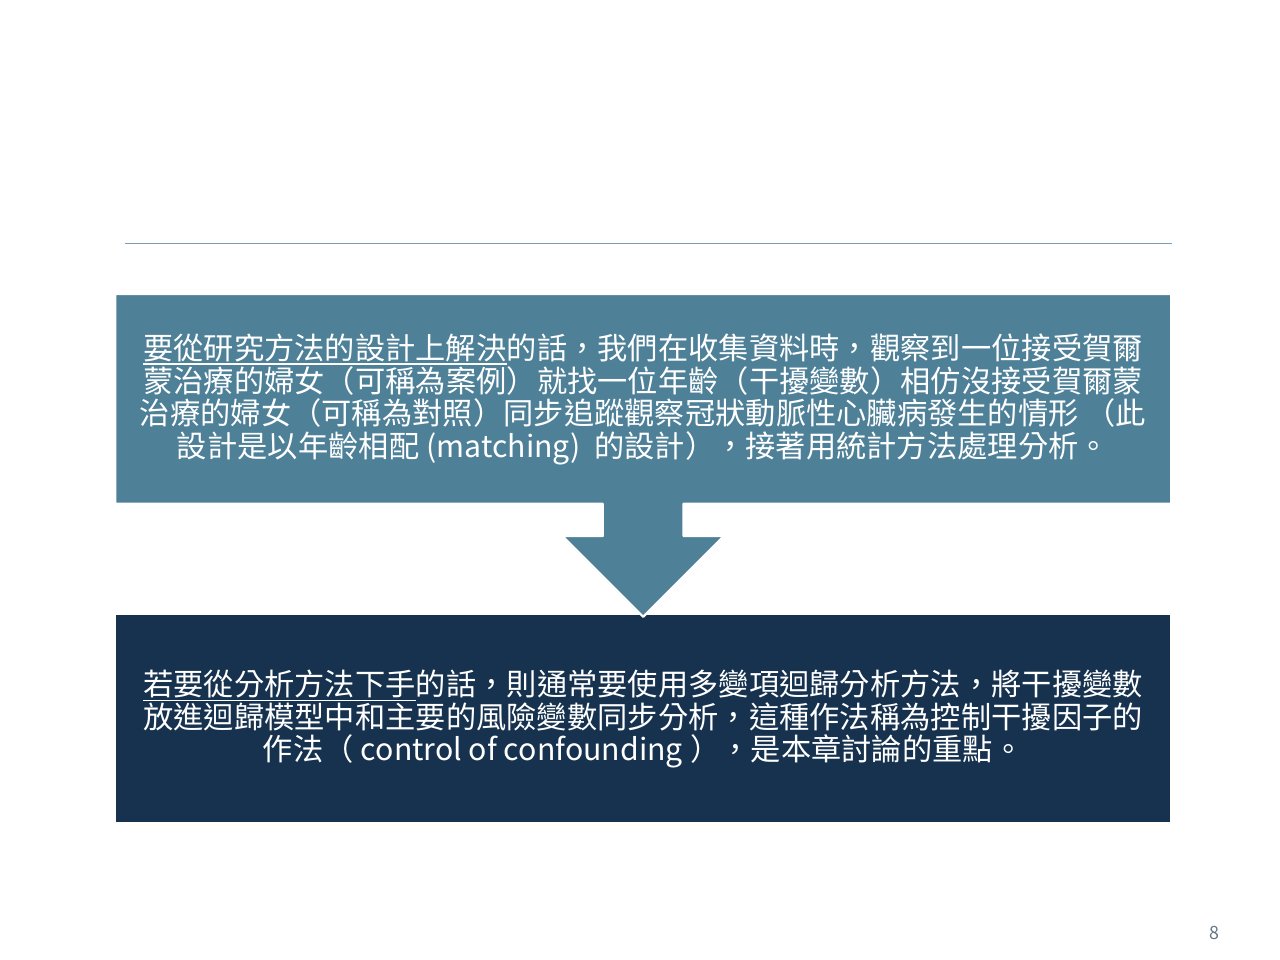 要從研究方法的設計上解決的話，我們在收集資料時，觀察到一位接受賀爾
蒙治療的婦女（可稱為案例）就找一位年齡（干擾變數）相仿沒接受賀爾蒙
治療的婦女（可稱為對照）同步追蹤觀察冠狀動脈性心臟病發生的情形 （此
設計是以年齡相配 (matching) 的設計），接著用統計方法處理分析。
若要從分析方法下手的話，則通常要使用多變項迴歸分析方法，將干擾變數
放進迴歸模型中和主要的風險變數同步分析，這種作法稱為控制干擾因子的
作法（ control of confounding ），是本章討論的重點。
8